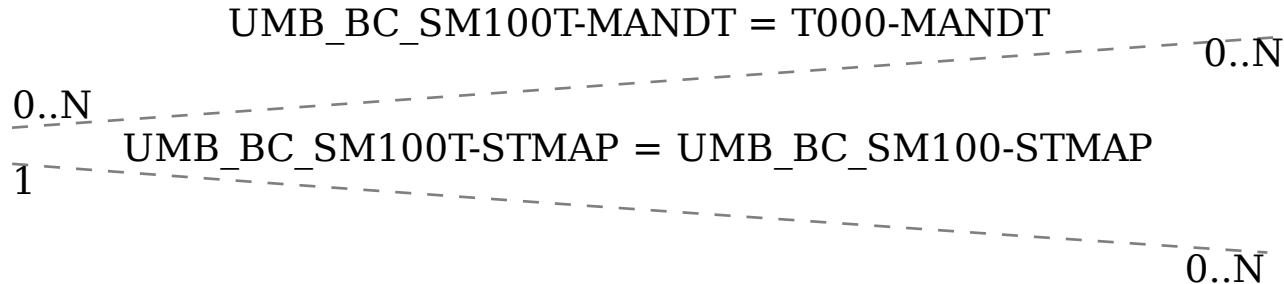 UMB_BC_SM100T-MANDT = T000-MANDT
0..N
0..N
UMB_BC_SM100T-STMAP = UMB_BC_SM100-STMAP
1
0..N